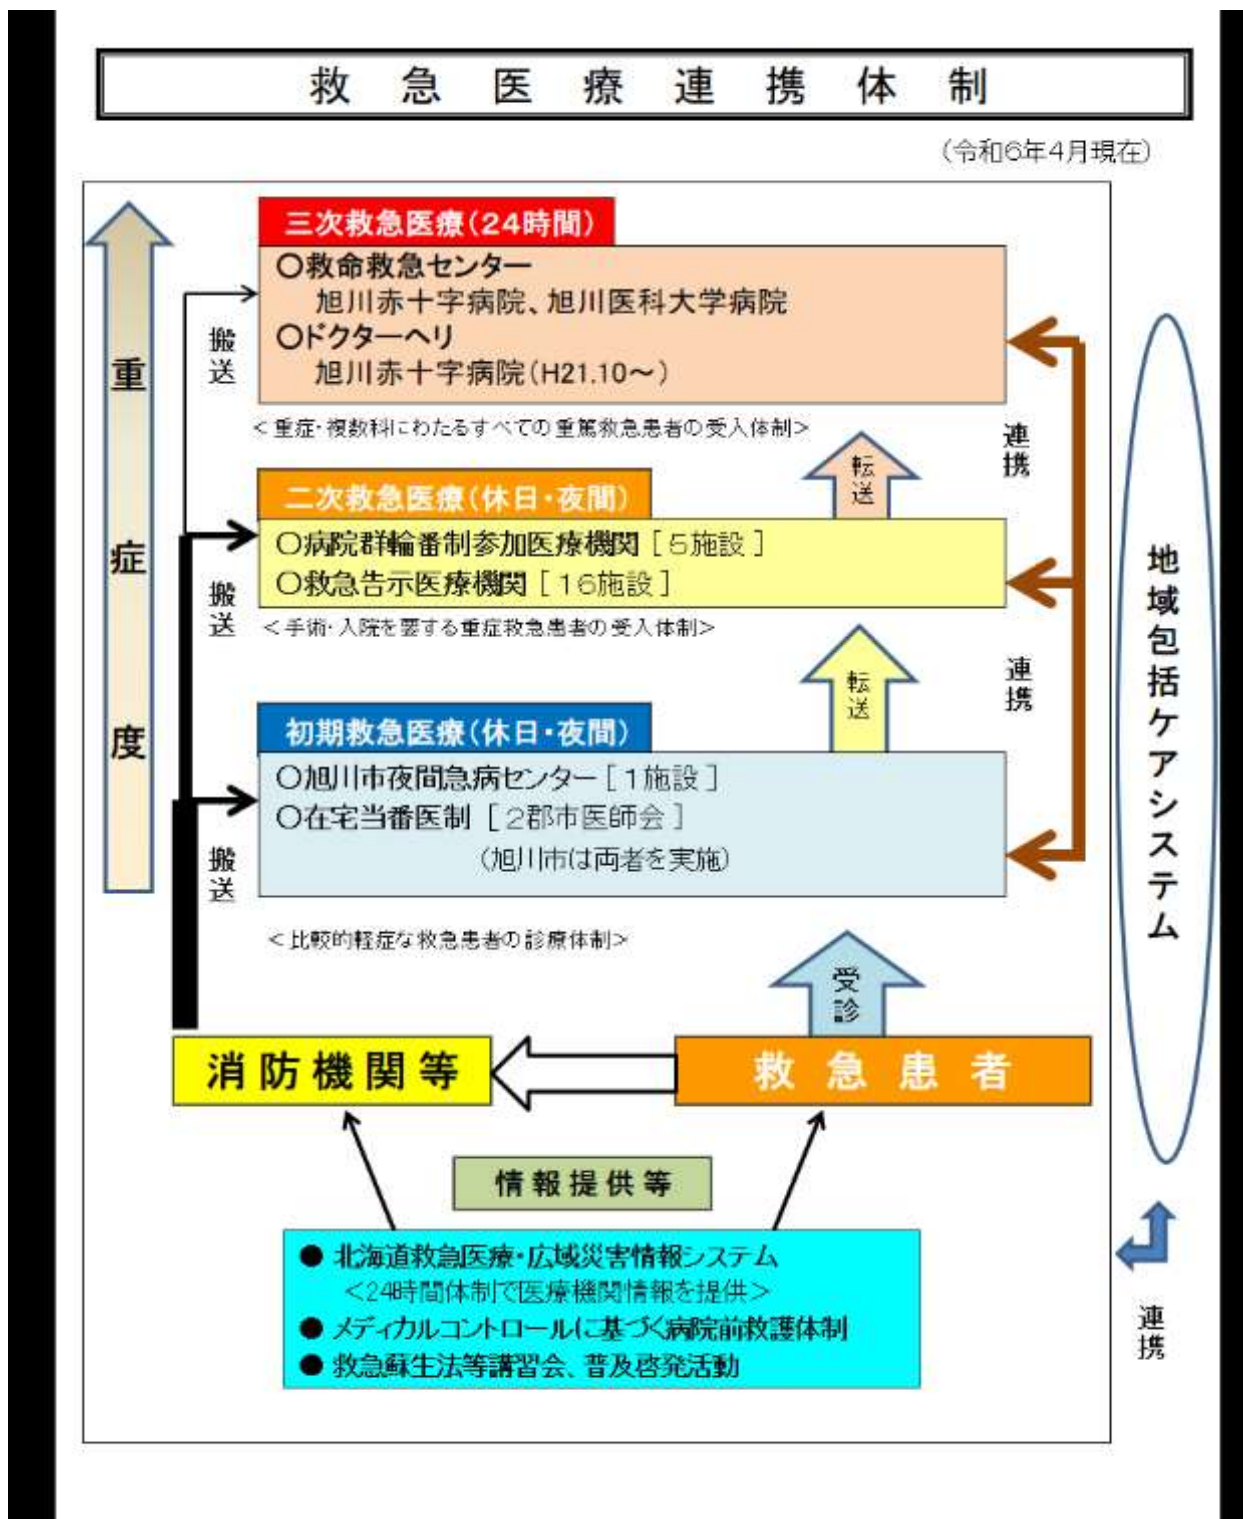 救急医療連携体制
（令和6年4月現在）
重症度
三次救急医療（24時間）
○救命救急センター
旭川赤十字病院、旭川医科大学病院
○ドクターヘリ
旭川赤十字病院（H21.10～）
搬送
＜重症・複数科にわたるすべての重篤救急患者の受入体制＞
転送
連携
二次救急医療（休日・夜間）
○病院群輪番制参加医療機関［5施設］
○救急告示医療機関［16施設］
搬送
＜手術・入院を要する重症救急患者の受入体制＞
転送
連携
初期救急医療（休日・夜間）
○旭川市夜間急病センター［1施設］
○在宅当番医制［2郡市医師会］
（旭川市は両者を実施）
搬送
＜比較的軽症な救急患者の診療体制＞
受診
地域包括ケアシステム
消防機関等
救急患者
情報提供等
● 北海道救急医療・広域災害情報システム
＜24時間体制で医療機関情報を提供＞
● メディカルコントロールに基づく病院前救護体制
● 救急蘇生法等講習会、普及啓発活動
連携